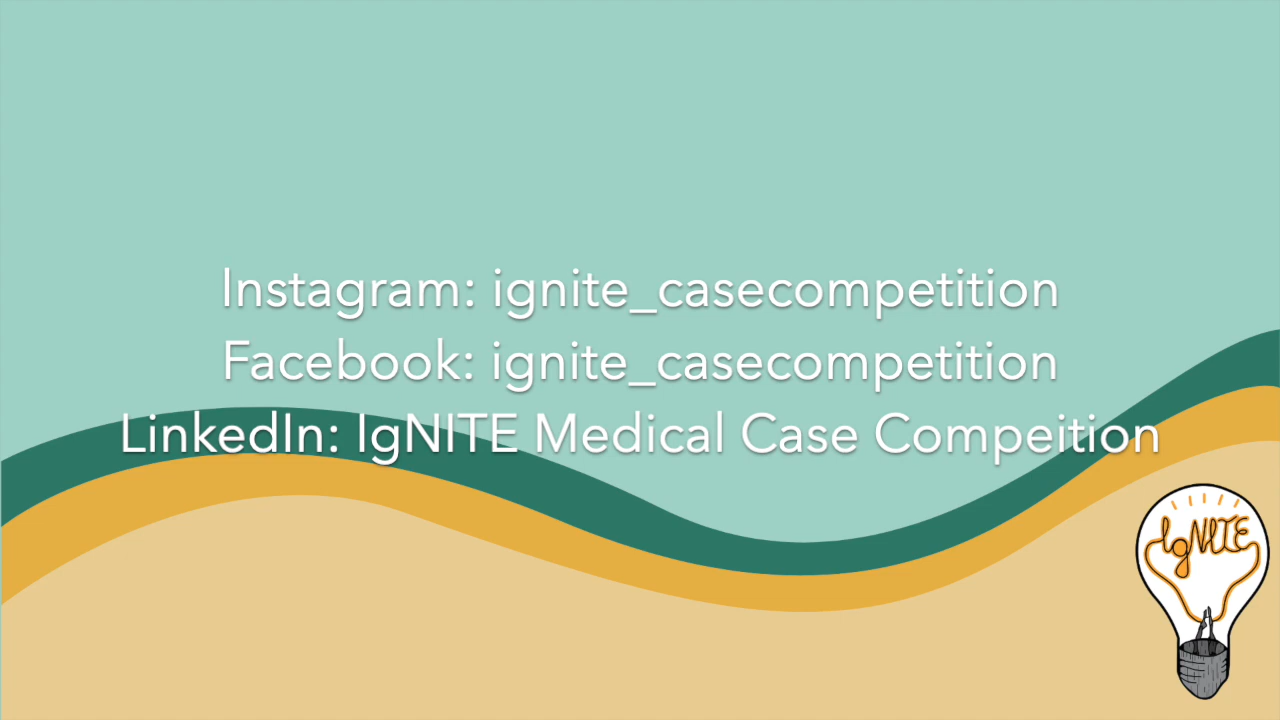 Instagram: ignite_casecompetition
Facebook: ignite_casecompetition
LinkedIn: IgNITE Medical Case Compeition
IgNITE